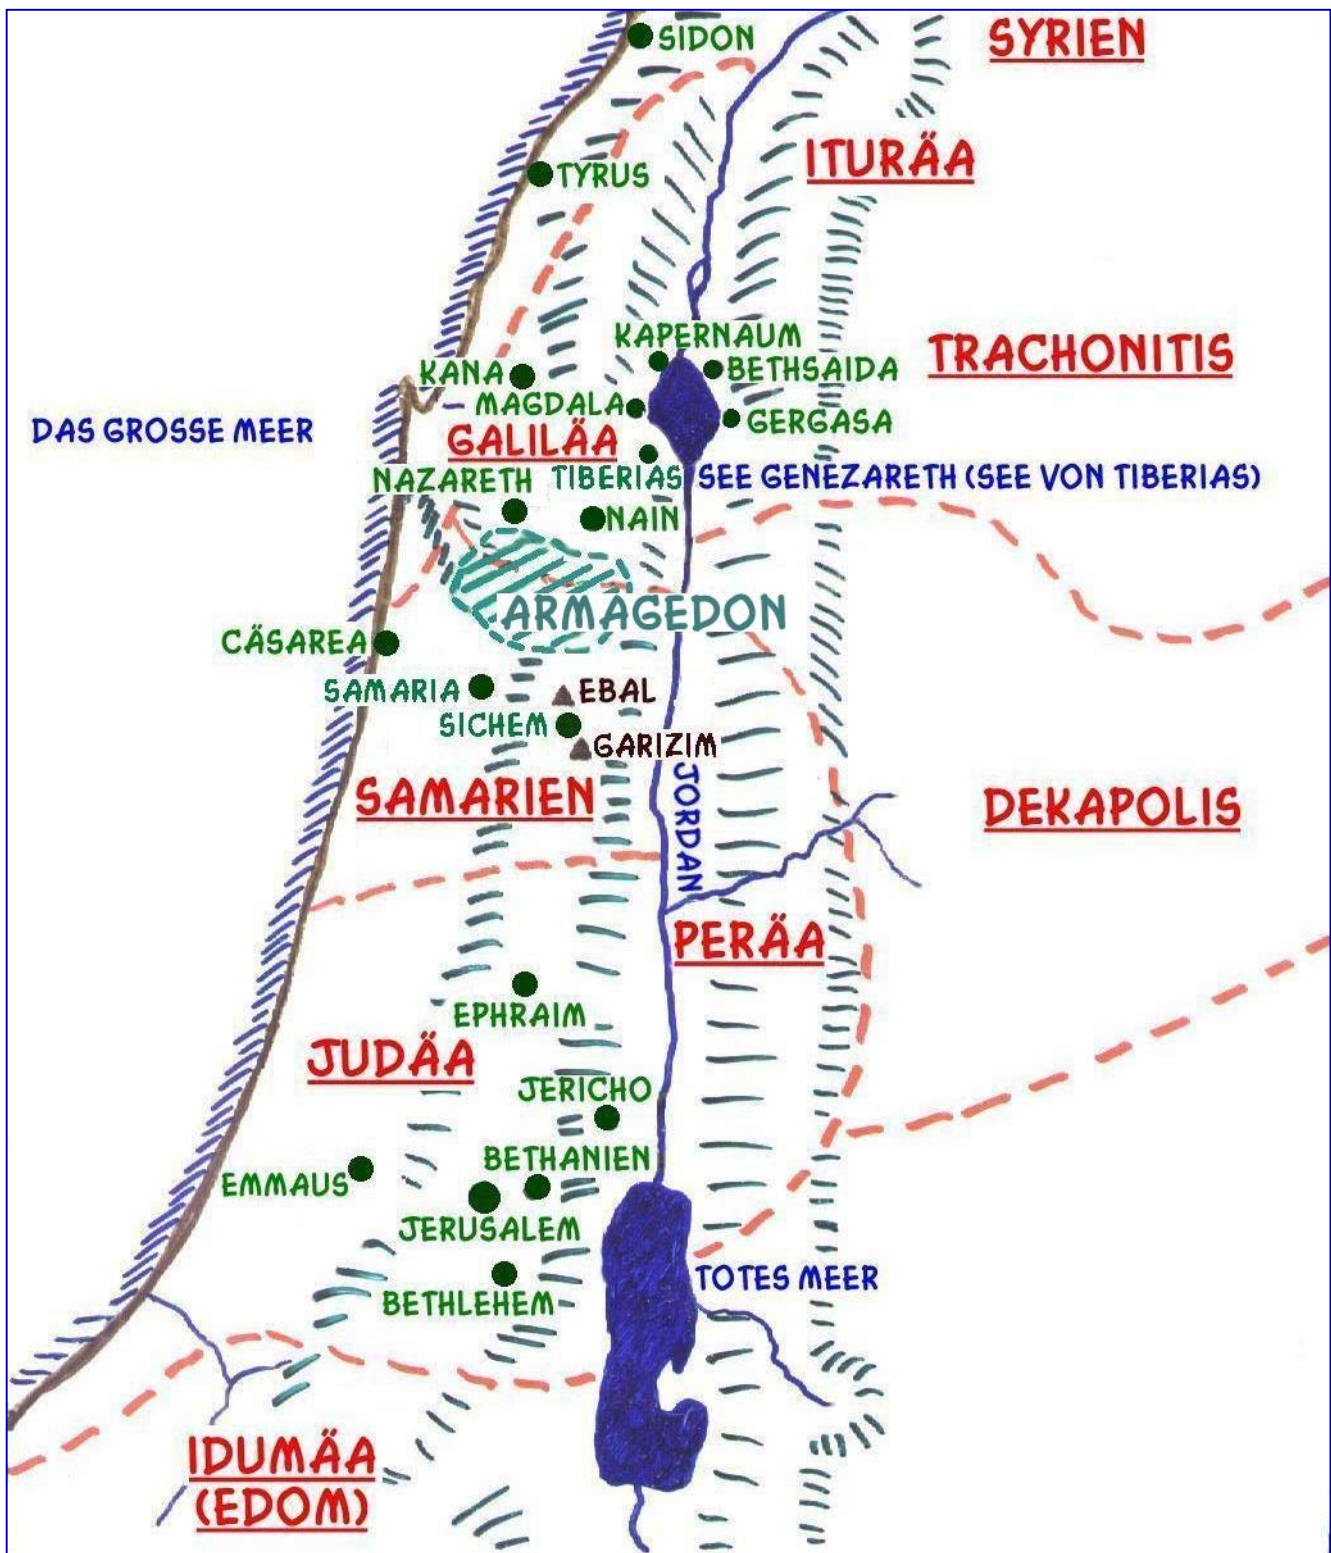 SIDON
SYRIEN
ITURÄA
TYRUS
KAPERNAUM
TRACHONITIS
KANA
BETHSAIDA
MAGDALA
GERGASA
DAS GROSSE MEER
GALILÄA
NAZARETH
TIBERIAS
SEE GENEZARETH (SEE VON TIBERIAS)
NAIN
ARMAGEDON
CÄSAREA
SAMARIA
EBAL
SICHEM
GARIZIM
SAMARIEN
JORDAN
DEKAPOLIS
PERÄA
EPHRAIM
JUDÄA
JERICHO
BETHANIEN
EMMAUS
JERUSALEM
TOTES MEER
BETHLEHEM
IDUMÄA
(EDOM)